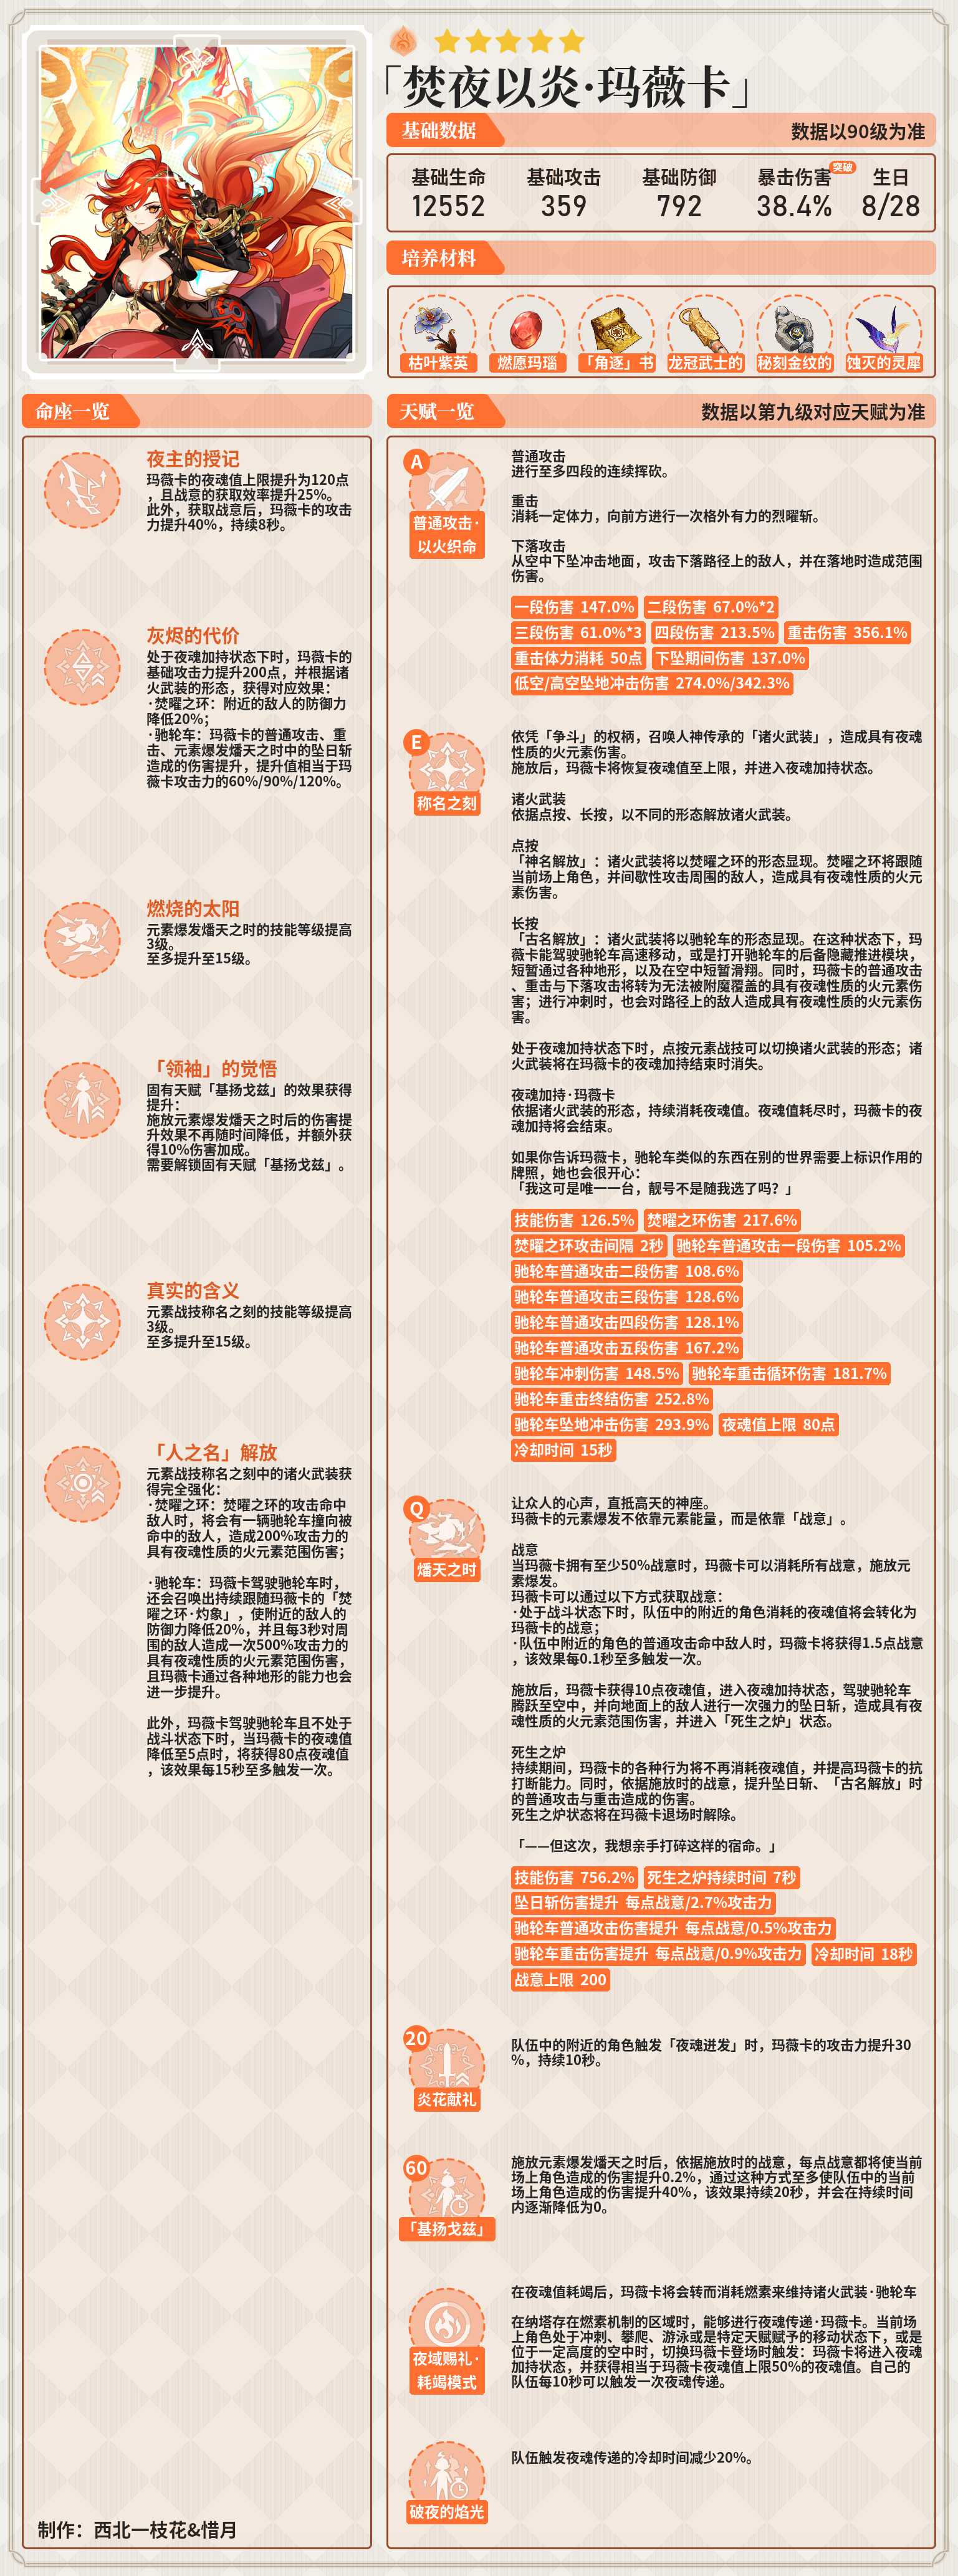 「焚夜以炎·玛薇卡」
基础数据
数据以90级为准
基础生命
12552
基础攻击
359
基础防御
792
暴击伤害
突破
38.4%
生日
8/28
培养材料
枯叶紫英
燃愿玛瑙
「角逐」书
龙冠武士的
秘刻金纹的
蚀灭的灵犀
命座一览
夜主的授记
玛薇卡的夜魂值上限提升为120点
，且战意的获取效率提升25%。
此外，获取战意后，玛薇卡的攻击
力提升40%，持续8秒。
灰烬的代价
处于夜魂加持状态下时，玛薇卡的
基础攻击力提升200点，并根据诸
火武装的形态，获得对应效果：
·焚曜之环：附近的敌人的防御力
降低20%；
·驰轮车：玛薇卡的普通攻击、重
击、元素爆发燔天之时中的坠日斩
造成的伤害提升，提升值相当于玛
薇卡攻击力的60%/90%/120%。
燃烧的太阳
元素爆发燔天之时的技能等级提高
3级。
至多提升至15级。
「领袖」的觉悟
固有天赋「基扬戈兹」的效果获得
提升：
施放元素爆发燔天之时后的伤害提
升效果不再随时间降低，并额外获
得10%伤害加成。
需要解锁固有天赋「基扬戈兹」。
真实的含义
元素战技称名之刻的技能等级提高
3级。
至多提升至15级。
「人之名」解放
元素战技称名之刻中的诸火武装获
得完全强化：
·焚曜之环：焚曜之环的攻击命中
敌人时，将会有一辆驰轮车撞向被
命中的敌人，造成200%攻击力的
具有夜魂性质的火元素范围伤害；
·驰轮车：玛薇卡驾驶驰轮车时，
还会召唤出持续跟随玛薇卡的「焚
曜之环·灼象」，使附近的敌人的
防御力降低20%，并且每3秒对周
围的敌人造成一次500%攻击力的
具有夜魂性质的火元素范围伤害，
且玛薇卡通过各种地形的能力也会
进一步提升。
此外，玛薇卡驾驶驰轮车且不处于
战斗状态下时，当玛薇卡的夜魂值
降低至5点时，将获得80点夜魂值
，该效果每15秒至多触发一次。
制作：西北一枝花&惜月
天赋一览
数据以第九级对应天赋为准
A
普通攻击·
以火织命
普通攻击
进行至多四段的连续挥砍。
重击
消耗一定体力，向前方进行一次格外有力的烈曜斩。
下落攻击
从空中下坠冲击地面，攻击下落路径上的敌人，并在落地时造成范围
伤害。
一段伤害 147.0% 二段伤害 67.0%*2
三段伤害 61.0%*3 四段伤害 213.5% 重击伤害 356.1%
重击体力消耗 50点 下坠期间伤害 137.0%
低空/高空坠地冲击伤害 274.0%/342.3%
E
称名之刻
依凭「争斗」的权柄，召唤人神传承的「诸火武装」，造成具有夜魂
性质的火元素伤害。
施放后，玛薇卡将恢复夜魂值至上限，并进入夜魂加持状态。
诸火武装
依据点按、长按，以不同的形态解放诸火武装。
点按
「神名解放」：诸火武装将以焚曜之环的形态显现。焚曜之环将跟随
当前场上角色，并间歇性攻击周围的敌人，造成具有夜魂性质的火元
素伤害。
长按
「古名解放」：诸火武装将以驰轮车的形态显现。在这种状态下，玛
薇卡能驾驶驰轮车高速移动，或是打开驰轮车的后备隐藏推进模块，
短暂通过各种地形，以及在空中短暂滑翔。同时，玛薇卡的普通攻击
、重击与下落攻击将转为无法被附魔覆盖的具有夜魂性质的火元素伤
害；进行冲刺时，也会对路径上的敌人造成具有夜魂性质的火元素伤
害。
处于夜魂加持状态下时，点按元素战技可以切换诸火武装的形态；诸
火武装将在玛薇卡的夜魂加持结束时消失。
夜魂加持·玛薇卡
依据诸火武装的形态，持续消耗夜魂值。夜魂值耗尽时，玛薇卡的夜
魂加持将会结束。
如果你告诉玛薇卡，驰轮车类似的东西在别的世界需要上标识作用的
牌照，她也会很开心：
「我这可是唯一一台，靓号不是随我选了吗？」
技能伤害 126.5% 焚曜之环伤害 217.6%
焚曜之环攻击间隔 2秒 驰轮车普通攻击一段伤害 105.2%
驰轮车普通攻击二段伤害 108.6%
驰轮车普通攻击三段伤害 128.6%
驰轮车普通攻击四段伤害 128.1%
驰轮车普通攻击五段伤害 167.2%
驰轮车冲刺伤害 148.5% 驰轮车重击循环伤害 181.7%
驰轮车重击终结伤害 252.8%
驰轮车坠地冲击伤害 293.9% 夜魂值上限 80点
冷却时间 15秒
Q
燔天之时
让众人的心声，直抵高天的神座。
玛薇卡的元素爆发不依靠元素能量，而是依靠「战意」。
战意
当玛薇卡拥有至少50%战意时，玛薇卡可以消耗所有战意，施放元
素爆发。
玛薇卡可以通过以下方式获取战意：
·处于战斗状态下时，队伍中的附近的角色消耗的夜魂值将会转化为
玛薇卡的战意；
·队伍中附近的角色的普通攻击命中敌人时，玛薇卡将获得1.5点战意
，该效果每0.1秒至多触发一次。
施放后，玛薇卡获得10点夜魂值，进入夜魂加持状态，驾驶驰轮车
腾跃至空中，并向地面上的敌人进行一次强力的坠日斩，造成具有夜
魂性质的火元素范围伤害，并进入「死生之炉」状态。
死生之炉
持续期间，玛薇卡的各种行为将不再消耗夜魂值，并提高玛薇卡的抗
打断能力。同时，依据施放时的战意，提升坠日斩、「古名解放」时
的普通攻击与重击造成的伤害。
死生之炉状态将在玛薇卡退场时解除。
「——但这次，我想亲手打碎这样的宿命。」
技能伤害 756.2% 死生之炉持续时间 7秒
坠日斩伤害提升 每点战意/2.7%攻击力
驰轮车普通攻击伤害提升 每点战意/0.5%攻击力
驰轮车重击伤害提升 每点战意/0.9%攻击力 冷却时间 18秒
战意上限 200
20
炎花献礼
队伍中的附近的角色触发「夜魂迸发」时，玛薇卡的攻击力提升30
%，持续10秒。
60
「基扬戈兹」
施放元素爆发燔天之时后，依据施放时的战意，每点战意都将使当前
场上角色造成的伤害提升0.2%，通过这种方式至多使队伍中的当前
场上角色造成的伤害提升40%，该效果持续20秒，并会在持续时间
内逐渐降低为0。
夜域赐礼·
耗竭模式
在夜魂值耗竭后，玛薇卡将会转而消耗燃素来维持诸火武装·驰轮车
在纳塔存在燃素机制的区域时，能够进行夜魂传递·玛薇卡。当前场
上角色处于冲刺、攀爬、游泳或是特定天赋赋予的移动状态下，或是
位于一定高度的空中时，切换玛薇卡登场时触发：玛薇卡将进入夜魂
加持状态，并获得相当于玛薇卡夜魂值上限50%的夜魂值。自己的
队伍每10秒可以触发一次夜魂传递。
破夜的焰光
队伍触发夜魂传递的冷却时间减少20%。